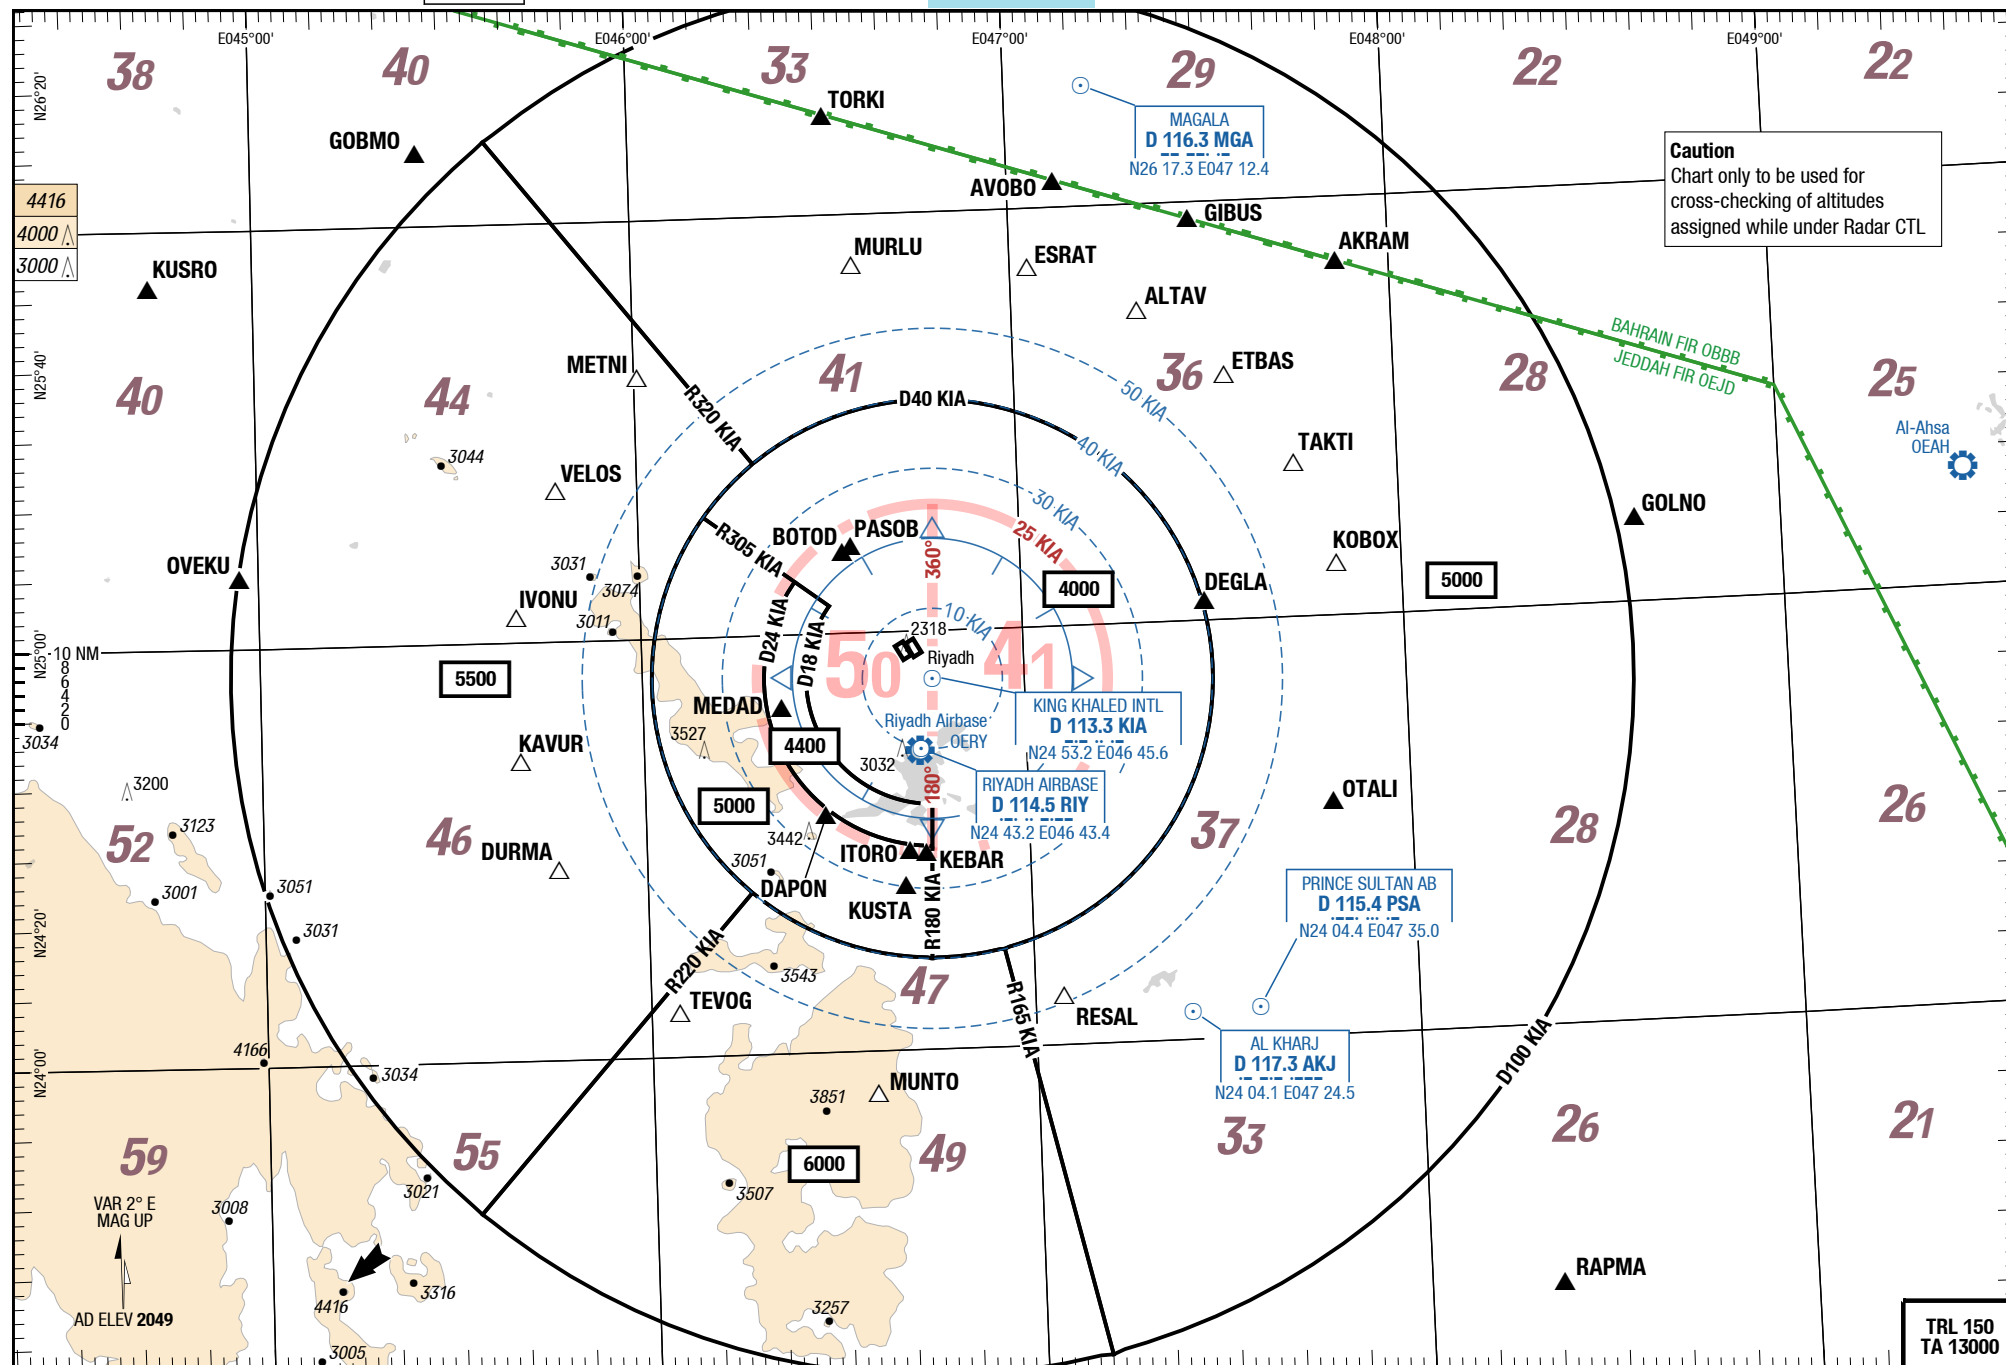 E045°00'
E046°00'
E047°00'
E048°00'
E049°00'
38
40
33
29
22
22
N26°20'
TORKI
GOBMO
MAGALA
D 116.3 MGA
N26 17.3 E047 12.4
Caution
Chart only to be used for
cross-checking of altitudes
assigned while under Radar CTL
AVOBO
GIBUS
AKRAM
4416
4000
3000
KUSRO
MURLU
ESRAT
ALTAV
BAHRAIN FIR OBBB
JEDDAH FIR OEJD
N25°40'
40
44
METNI
R320 KIA
41
D40 KIA
36
ETBAS
50 KIA
28
25
Al-Ahsa
OEAH
40 KIA
TAKTI
3044
VELOS
30 KIA
GOLNO
R305 KIA
BOTOD
PASOB
25 KIA
360°
KOBOX
OVEKU
3031
3074
IVONU
3011
4000
DEGLA
5000
D24 KIA
D18 KIA
10 KIA
2318
Riyadh
N25°00'
10 NM
8
6
4
2
0
50
41
5500
MEDAD
KING KHALED INTL
D 113.3 KIA
N24 53.2 E046 45.6
Riyadh Airbase
OERY
3034
3527
4400
3032
KAVUR
RIYADH AIRBASE
D 114.5 RIY
N24 43.2 E046 43.4
180°
3200
OTALI
5000
3442
52
3123
46
DURMA
3051
DAPON
ITORO
KEBAR
KUSTA
R180 KIA
37
28
26
PRINCE SULTAN AB
D 115.4 PSA
N24 04.4 E047 35.0
3001
3051
3031
N24°20'
R220 KIA
3543
47
TEVOG
R165 KIA
RESAL
AL KHARJ
D 117.3 AKJ
N24 04.1 E047 24.5
D100 KIA
N24°00'
4166
3034
3851
MUNTO
59
55
6000
49
33
26
21
3021
3507
VAR 2° E
MAG UP
3008
AD ELEV 2049
4416
3316
3257
3005
RAPMA
TRL 150
TA 13000